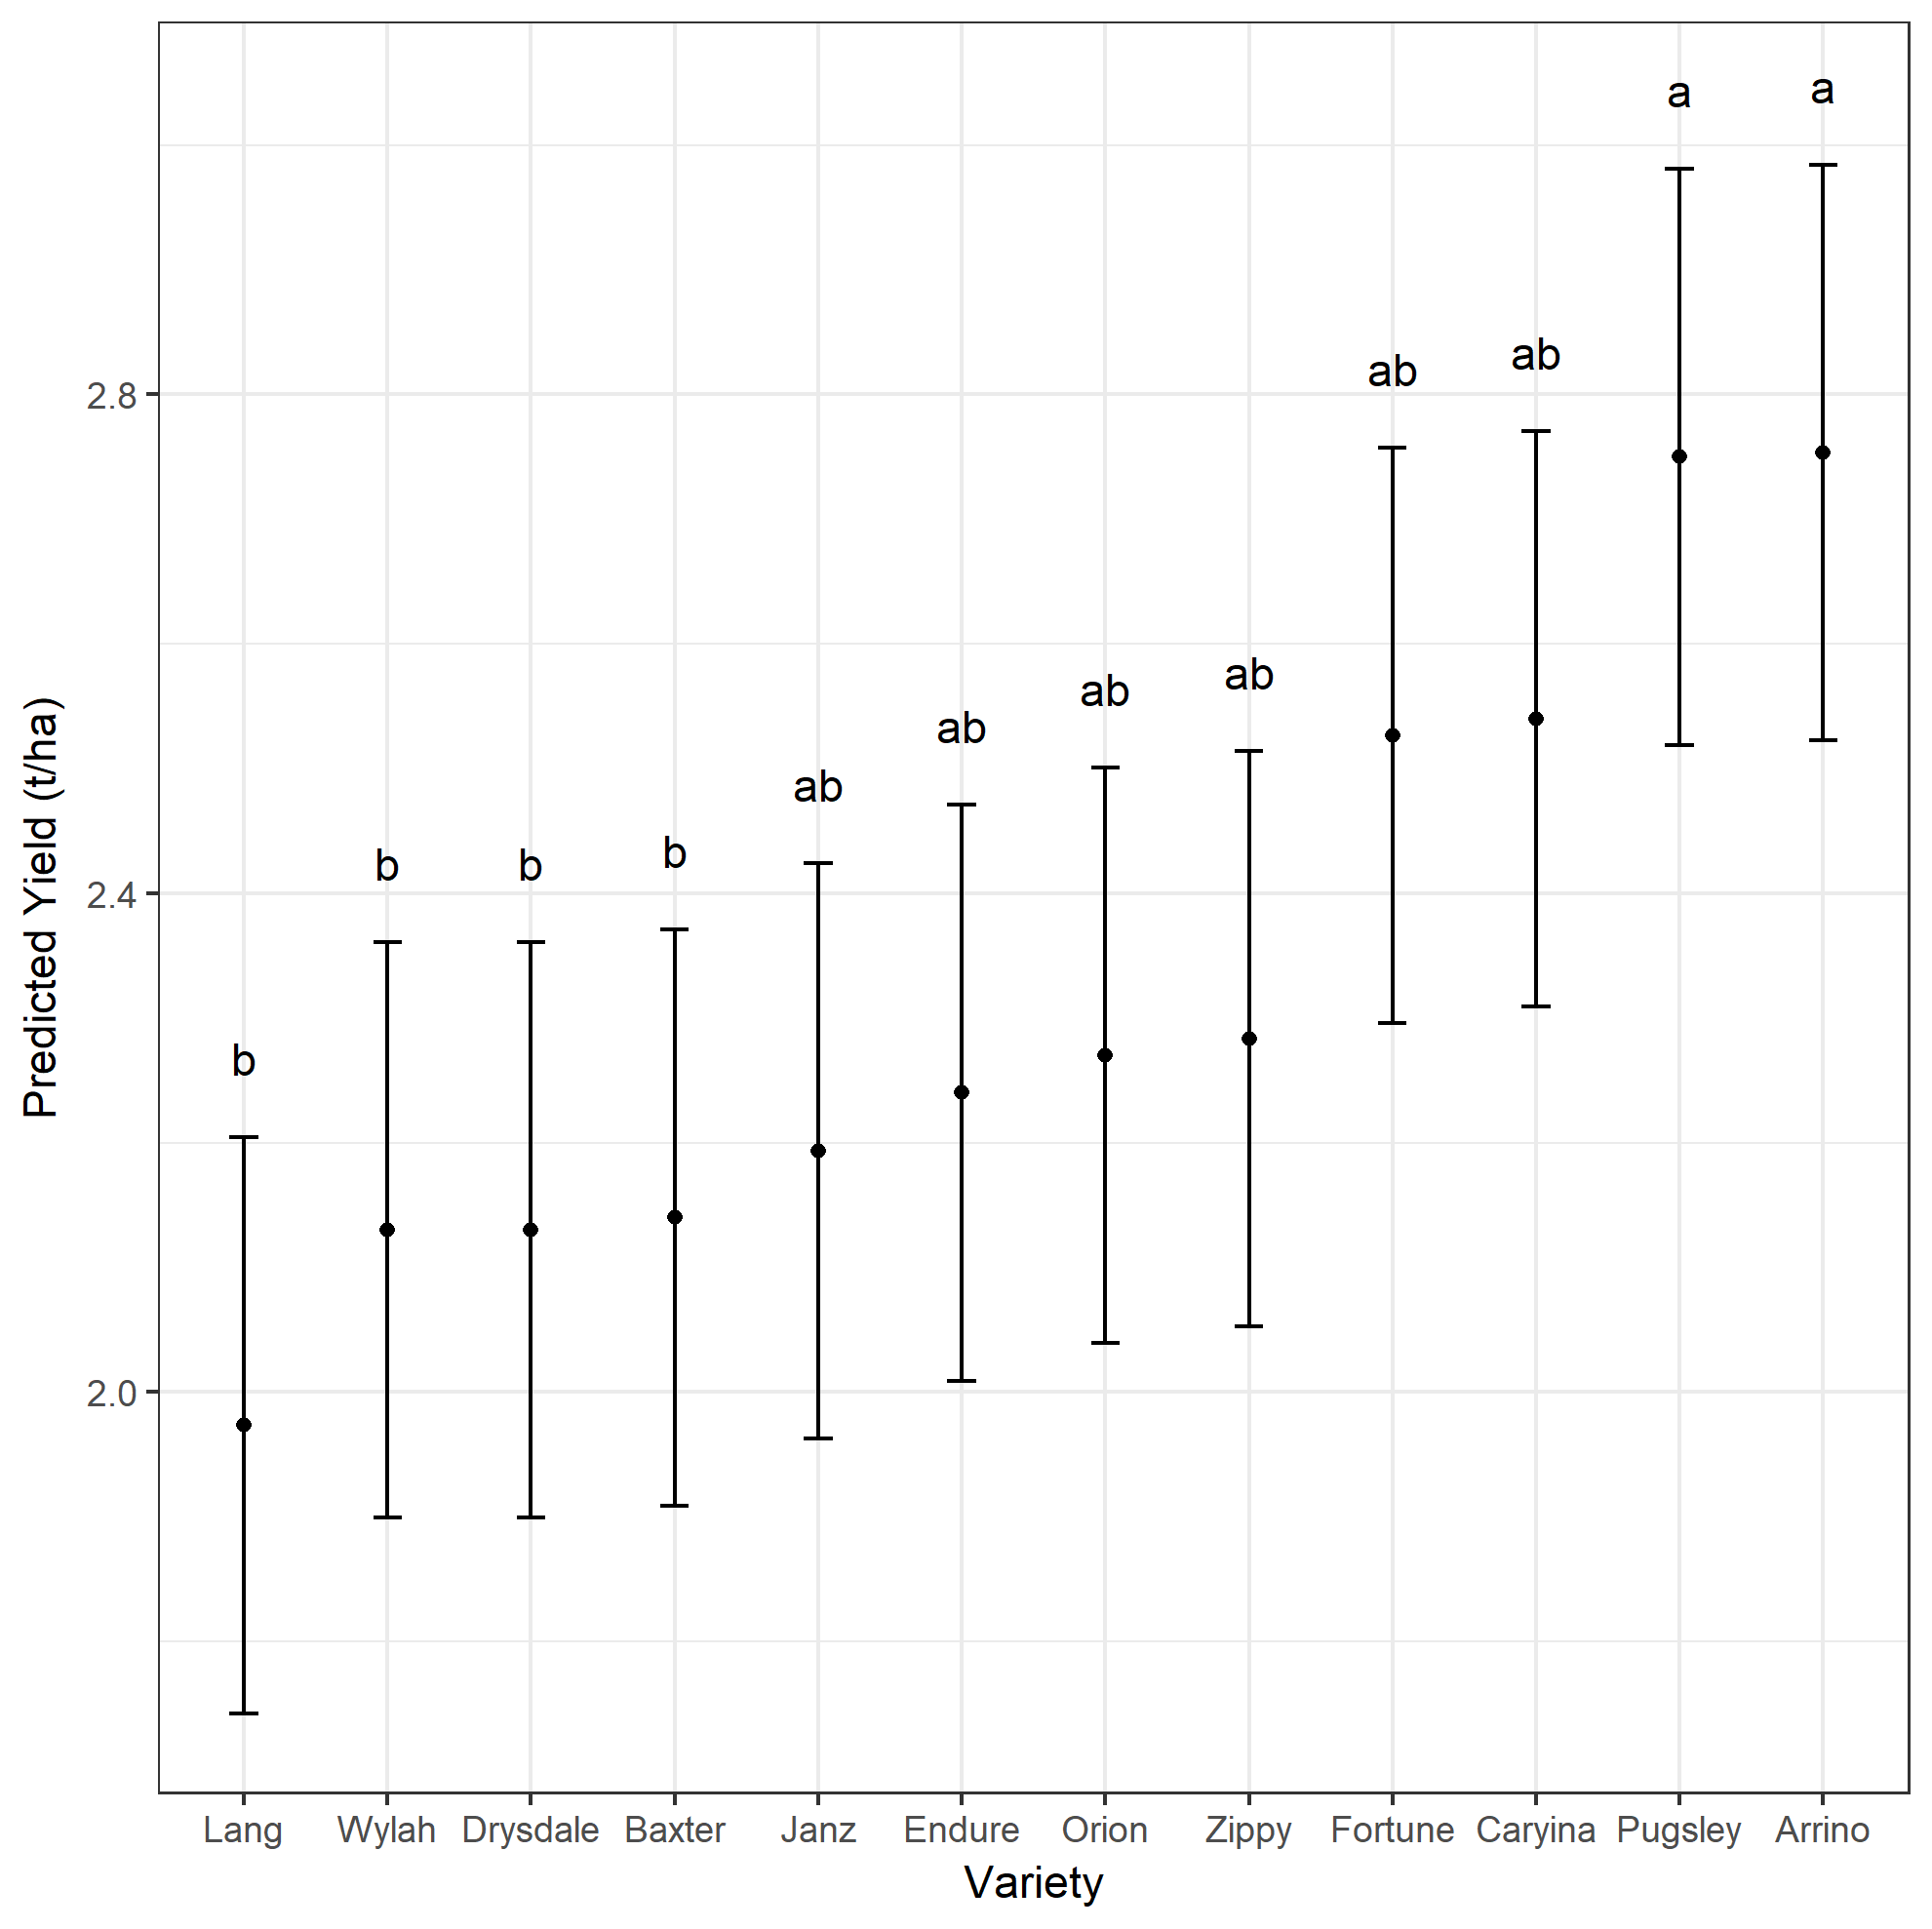 a a
ab ab
2.8
ab ab ab ab
b b b
2.4
b
Predicted Yield (t/ha)
2.0
Lang Wylah Drysdale Baxter Janz Endure Orion Zippy Fortune Caryina Pugsley Arrino
Variety